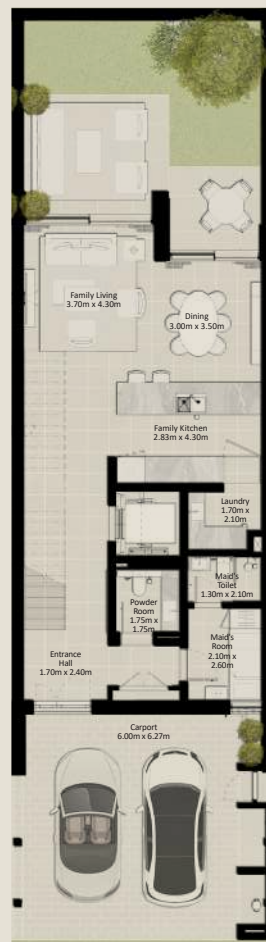 Family Living
3.70m x 4.30m
Dining
3.00m x 3.50m
Family Kitchen
2.83m x 4.30m
Laundry
1.70m x
2.10m
Maid's
Toilet
1.30m x 2.10m
Powder
Room
1.75m x
1.75m
Maid's
Room
2.10m x
2.60m
Entrance
Hall
1.70m x 2.40m
Carport
6.00m x 6.27m